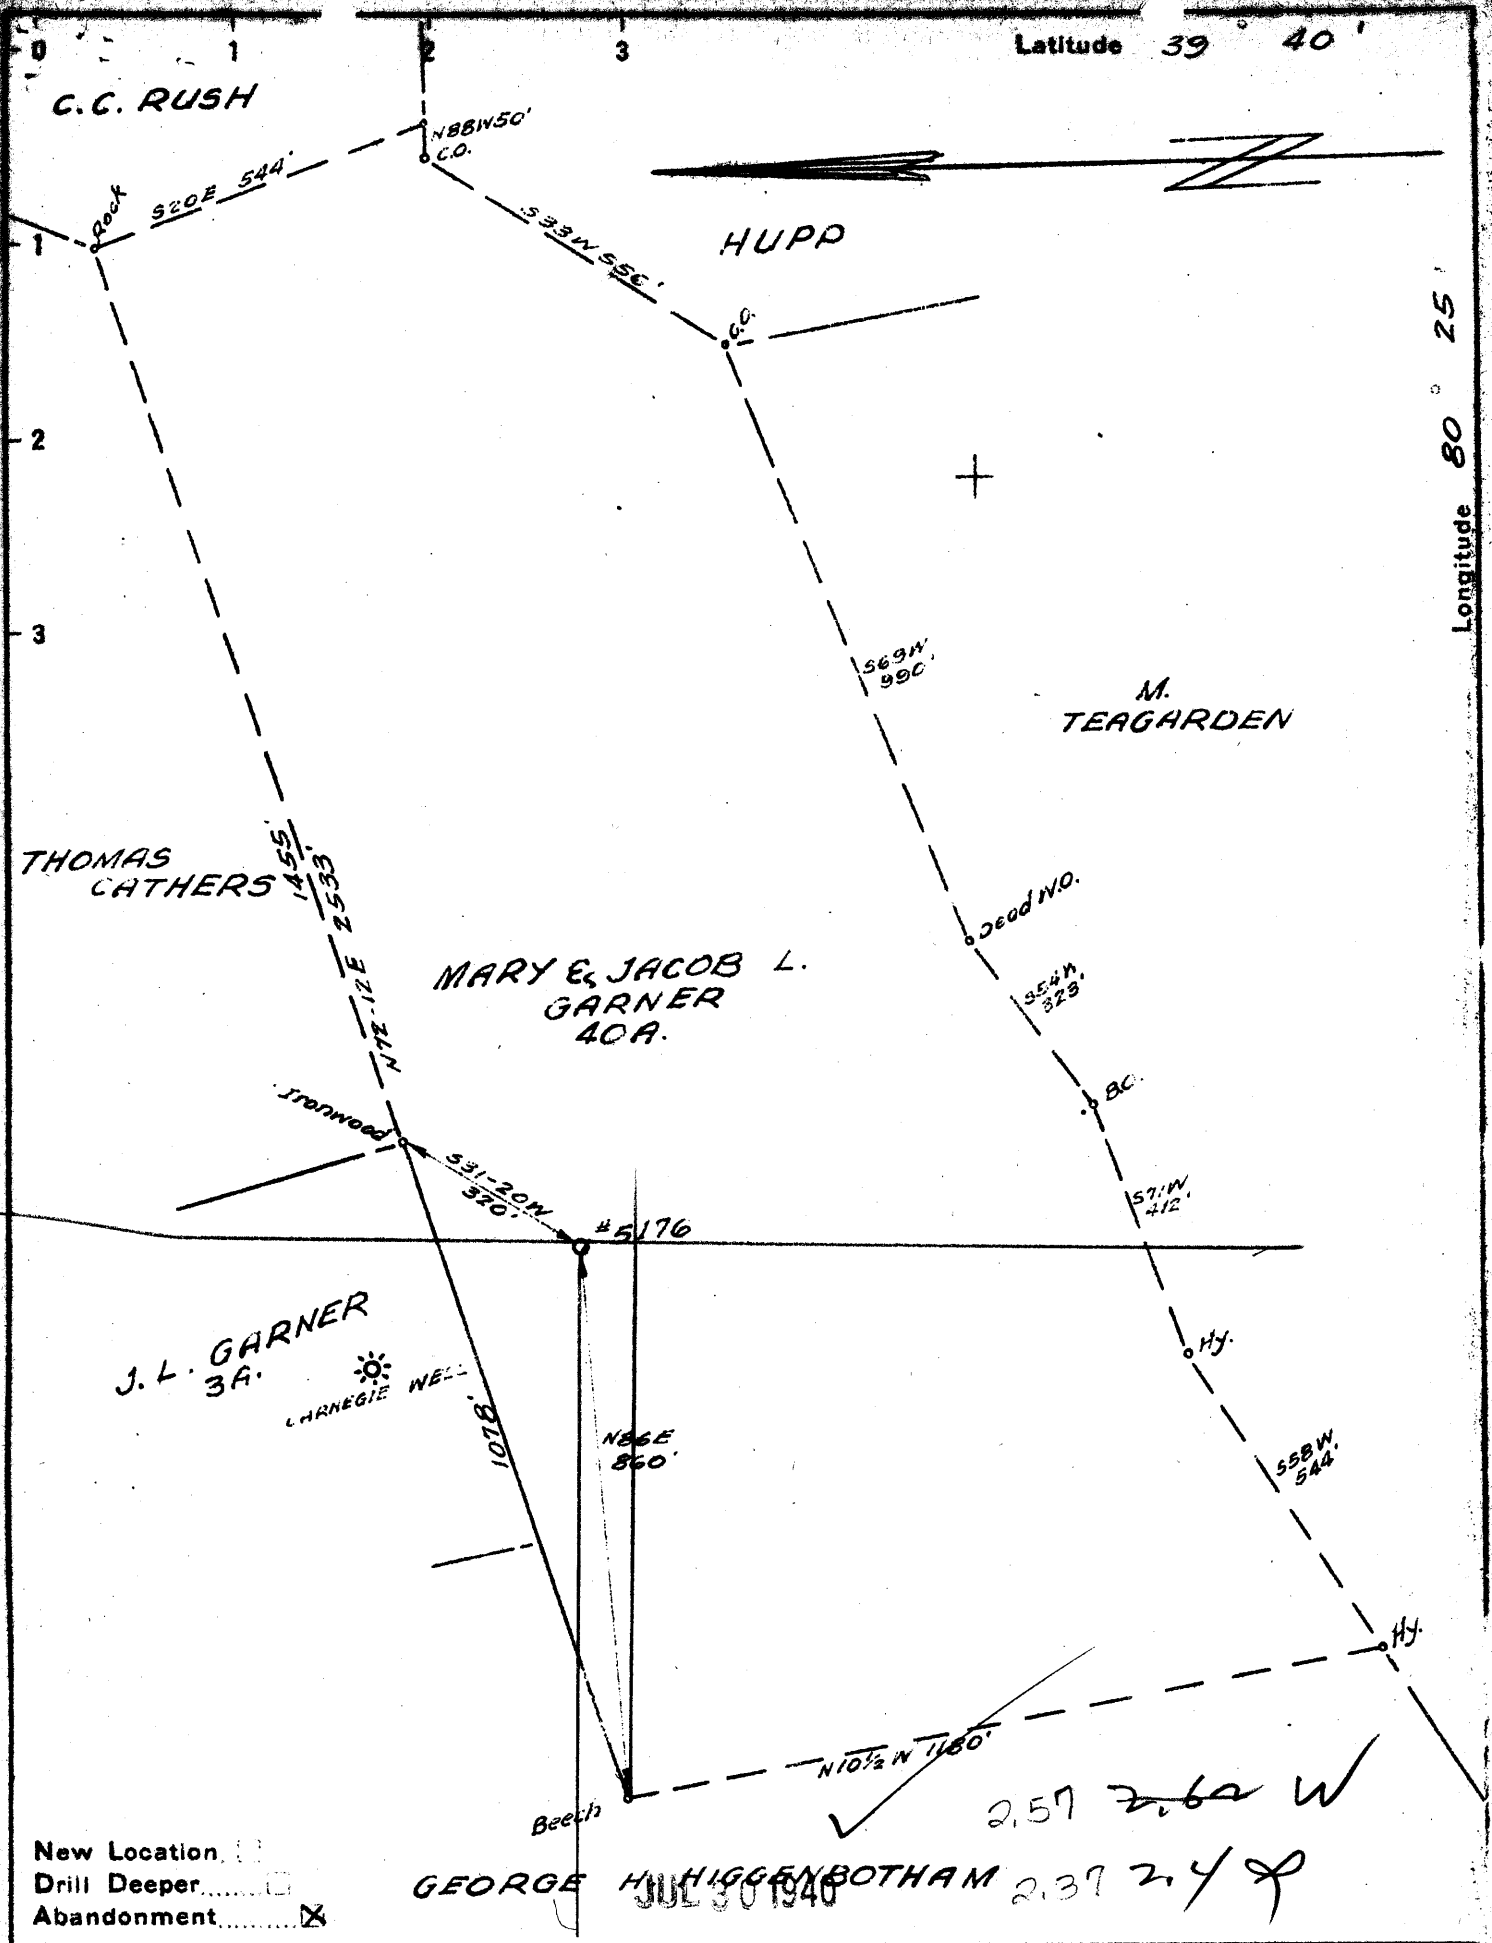 0 1 2 3 Latitude 39° 40'
C.C. RUSH
N88W50'
C.O.
S20E 544'
Rock
S33W 556'
HUPP
1
C.O.
Longitude 80° 25'
2
3
S69W
990'
M.
TEAGARDEN
THOMAS
CATHERS
1455'
N72-12E 2533'
Dead W.O.
MARY & JACOB L.
GARNER
40A.
S54W
323'
B.O.
Ironwood
S31-20W
320'
S71W
412'
#5176
J. L. GARNER
3A.
CARNEGIE WELL
Hy.
1078'
N86E
860'
S58W
544'
Hy.
N10½W 1180'
Beech
2.57 2.62 W
New Location
Drill Deeper
Abandonment X
GEORGE H. HIGGENBOTHAM
JUL 30 1940
2.37 2.4